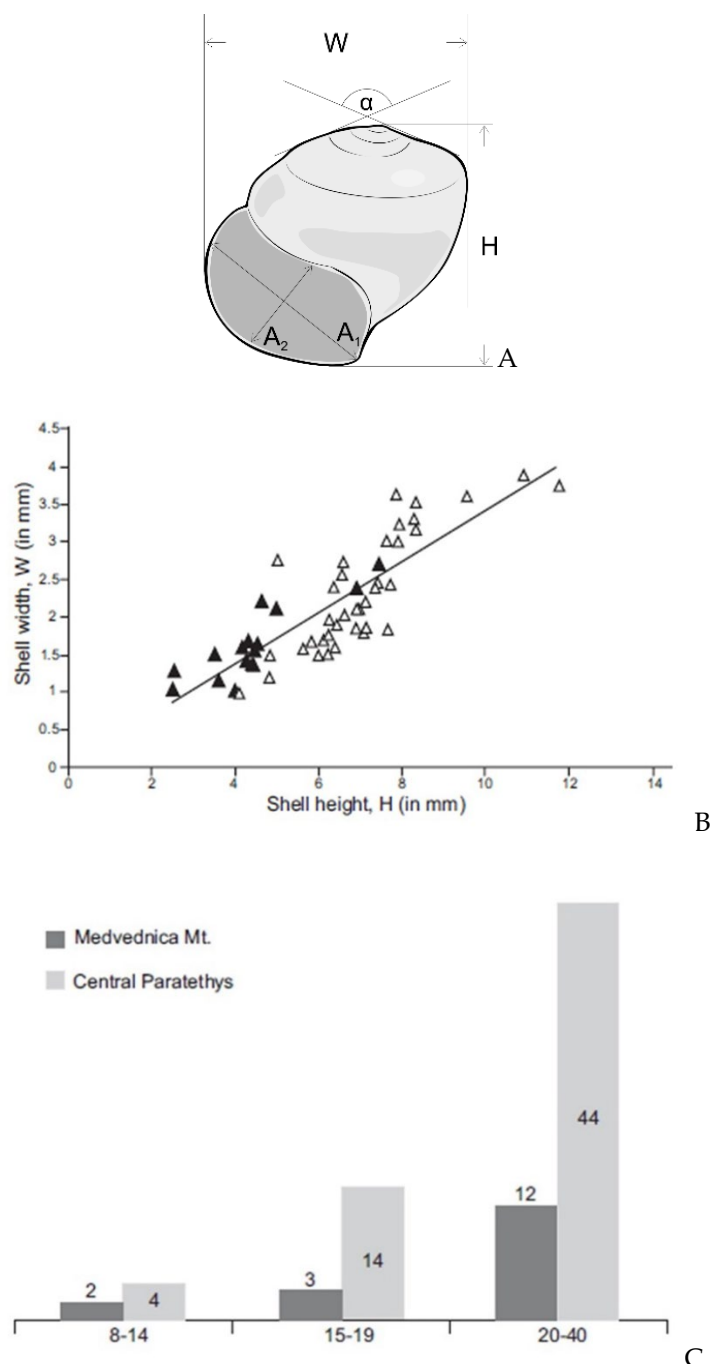 W
α
H
A₂
A₁
A
4.5
4
3.5
3
2.5
2
1.5
1
0.5
0
Shell width, W (in mm)
0 2 4 6 8 10 12 14
Shell height, H (in mm)
B
Medvednica Mt.
Central Paratethys
44
12
14
3
2
4
8-14 15-19 20-40
C